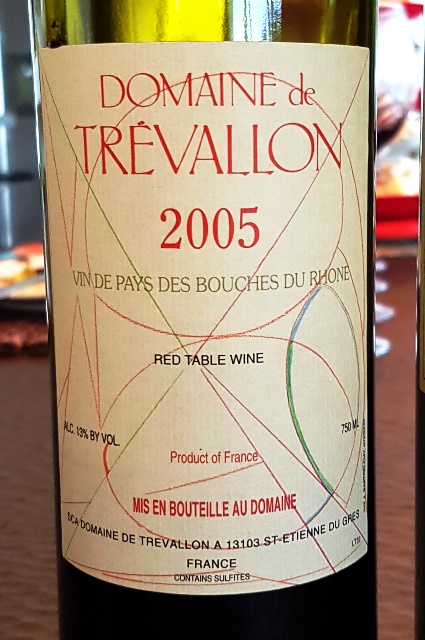 DOMAINE de
TRÉVALLON
2005
VIN DE PAYS DES BOUCHES DU RHONE
RED TABLE WINE
ALC. 13% BY VOL.
750 ML
Product of France
MIS EN BOUTEILLE AU DOMAINE
SCA DOMAINE DE TREVALLON A 13103 ST-ETIENNE DU GRES
FRANCE
CONTAINS SULFITES